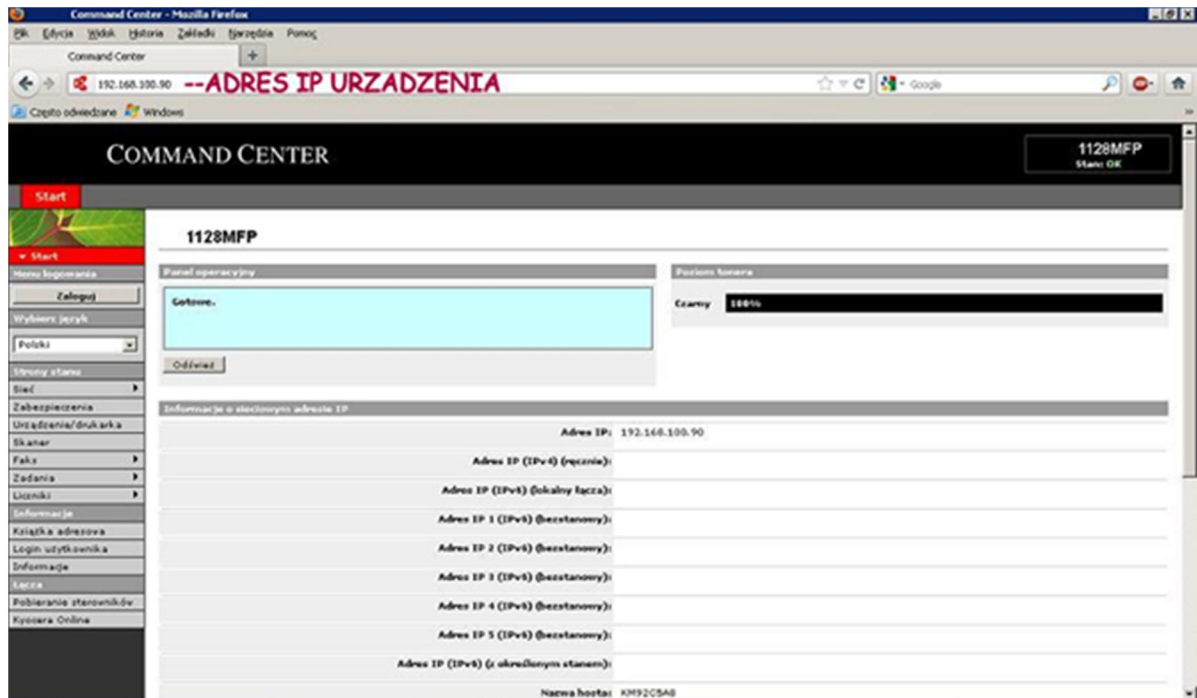 Command Center - Mozilla Firefox
Plik Edycja Widok Historia Zakładki Narzędzia Pomoc
Command Center
192.168.100.90 --ADRES IP URZADZENIA Google
Często odwiedzane Windows
COMMAND CENTER
1128MFP
Stan: OK
Start
1128MFP
Start
Menu logowania
Panel operacyjny
Poziom tonera
Zaloguj
Gotowe.
Czarny 100%
Wybierz język
Polski
Odśwież
Strony stanu
Sieć
Zabezpieczenia
Informacje o sieciowym adresie IP
Urządzenie/drukarka
Adres IP: 192.168.100.90
Skaner
Faks
Adres IP (IPv4) (ręcznie):
Zadania
Liczniki
Adres IP (IPv6) (lokalny łącza):
Informacje
Adres IP 1 (IPv6) (bezstanowy):
Książka adresowa
Login użytkownika
Adres IP 2 (IPv6) (bezstanowy):
Informacje
Adres IP 3 (IPv6) (bezstanowy):
Łącza
Pobieranie sterowników
Adres IP 4 (IPv6) (bezstanowy):
Kyocera Online
Adres IP 5 (IPv6) (bezstanowy):
Adres IP (IPv6) (z określonym stanem):
Nazwa hosta: KM92C5A8